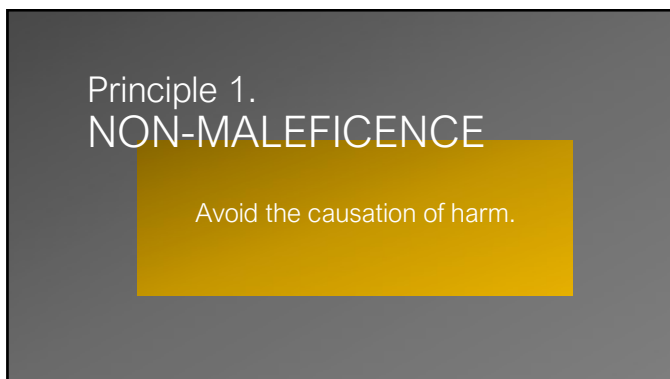 Principle 1.
NON-MALEFICENCE
Avoid the causation of harm.